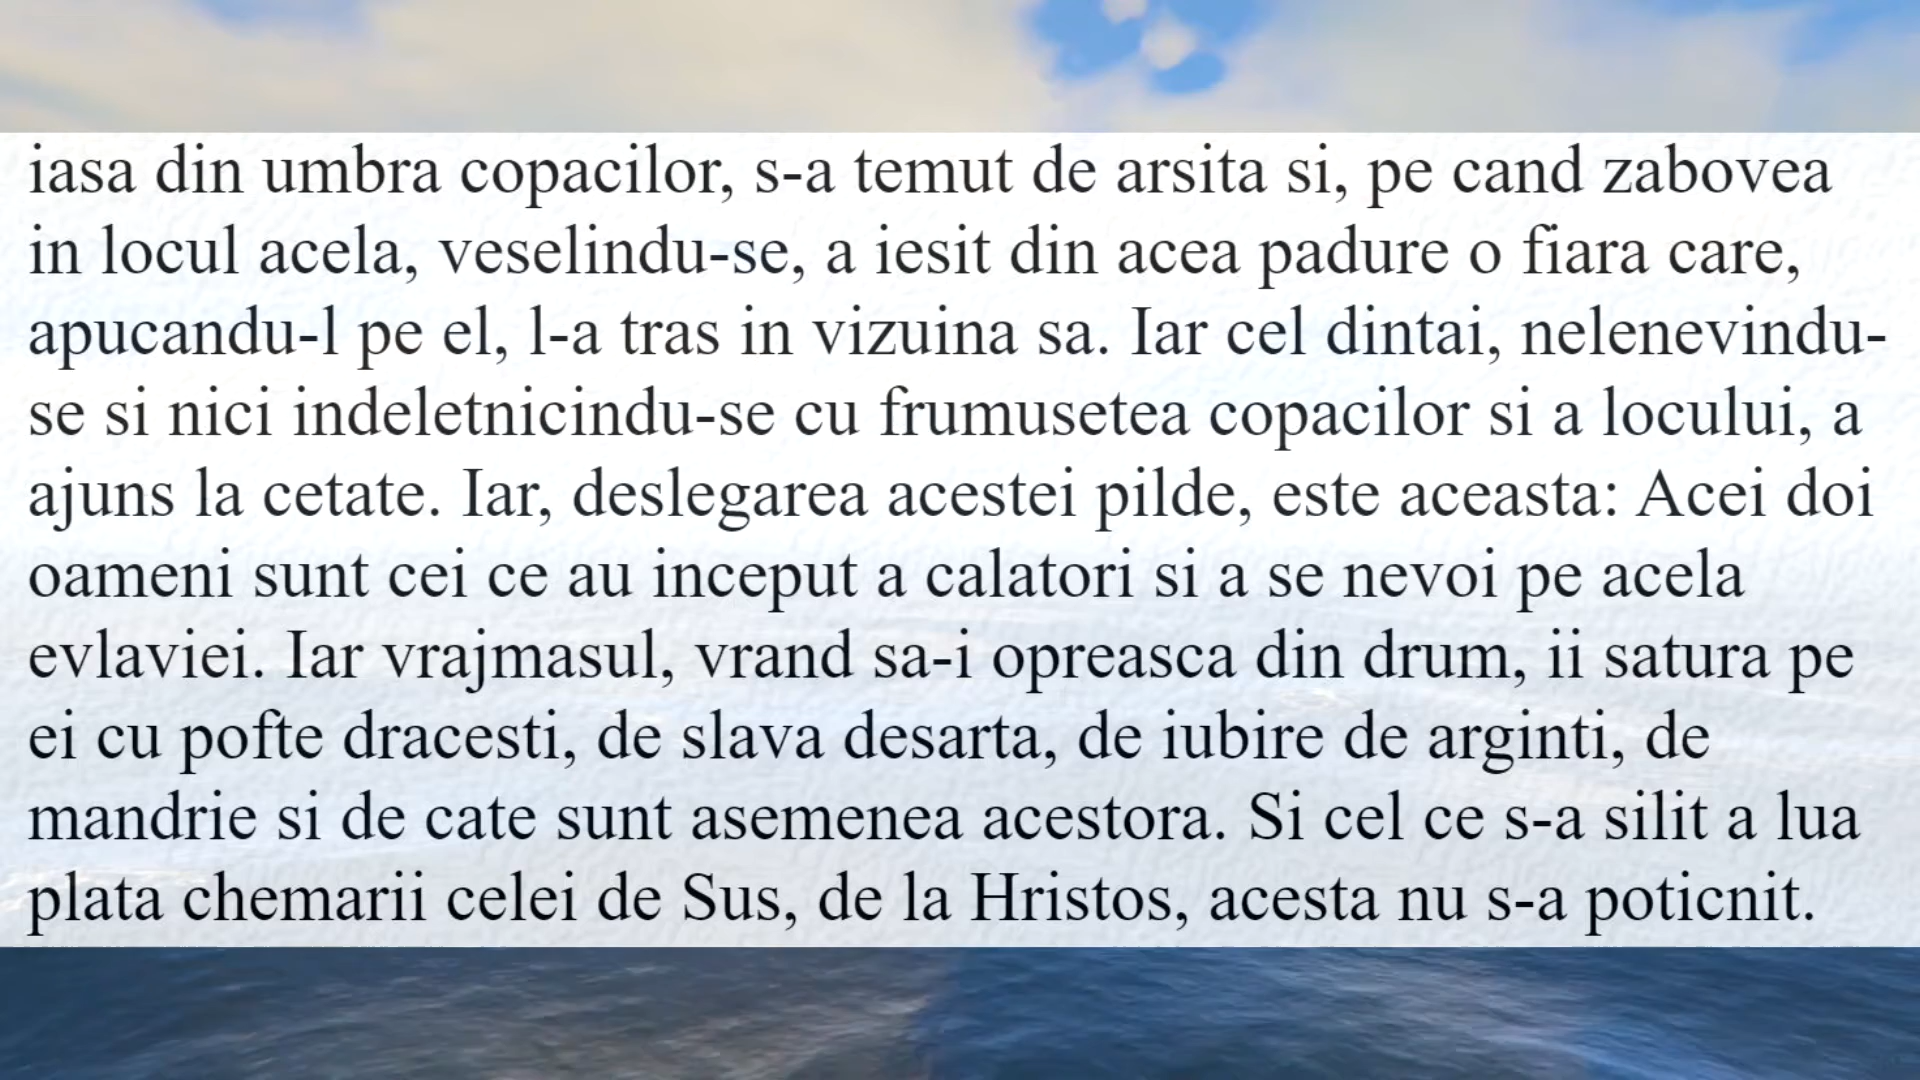 iasa din umbra copacilor, s-a temut de arsita si, pe cand zabovea
in locul acela, veselindu-se, a iesit din acea padure o fiara care,
apucandu-l pe el, l-a tras in vizuina sa. Iar cel dintai, nelenevindu-
se si nici indeletnicindu-se cu frumusetea copacilor si a locului, a
ajuns la cetate. Iar, deslegarea acestei pilde, este aceasta: Acei doi
oameni sunt cei ce au inceput a calatori si a se nevoi pe acela
evlaviei. Iar vrajmasul, vrand sa-i opreasca din drum, ii satura pe
ei cu pofte dracesti, de slava desarta, de iubire de arginti, de
mandrie si de cate sunt asemenea acestora. Si cel ce s-a silit a lua
plata chemarii celei de Sus, de la Hristos, acesta nu s-a poticnit.